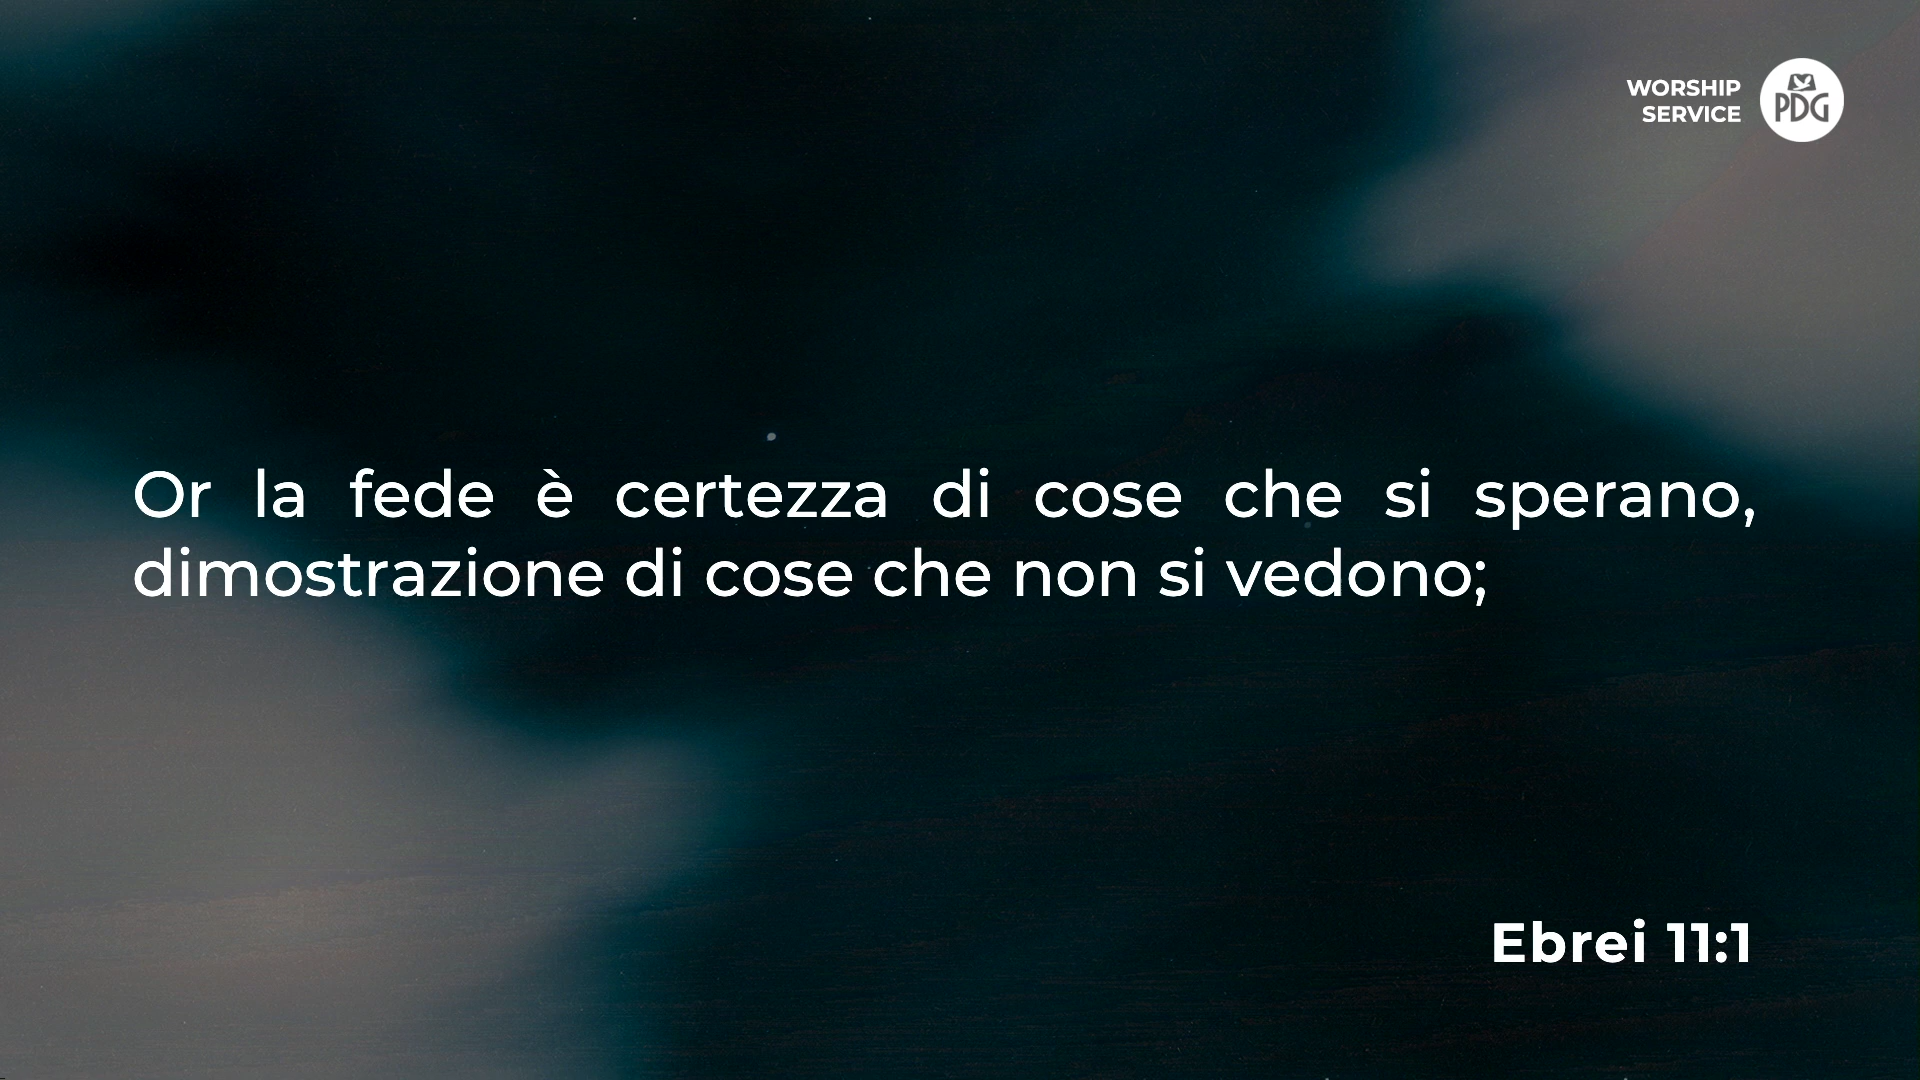 WORSHIP
SERVICE
PDG
Or la fede è certezza di cose che si sperano,
dimostrazione di cose che non si vedono;
Ebrei 11:1